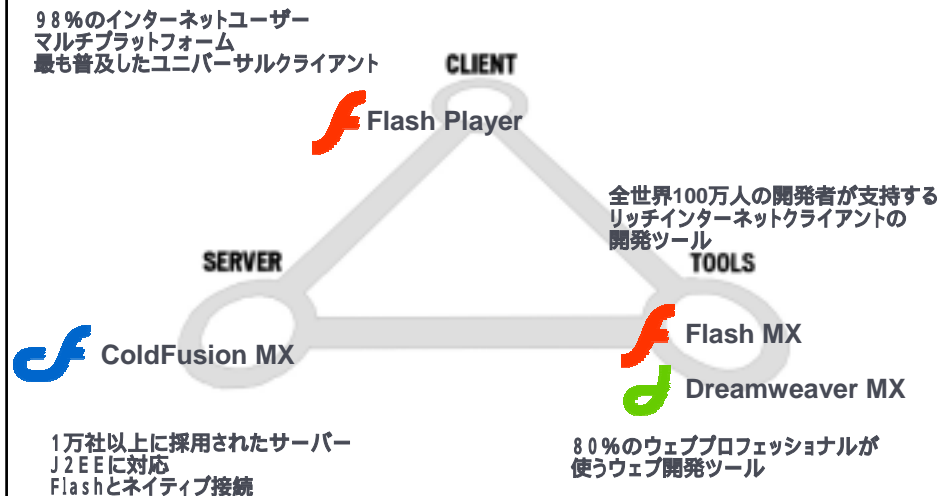 98%のインターネットユーザー
マルチプラットフォーム
最も普及したユニバーサルクライアント
CLIENT
Flash Player
全世界100万人の開発者が支持する
リッチインターネットクライアントの
開発ツール
SERVER
TOOLS
Flash MX
ColdFusion MX
Dreamweaver MX
1万社以上に採用されたサーバー
J2EEに対応
Flashとネイティブ接続
80%のウェブプロフェッショナルが
使うウェブ開発ツール